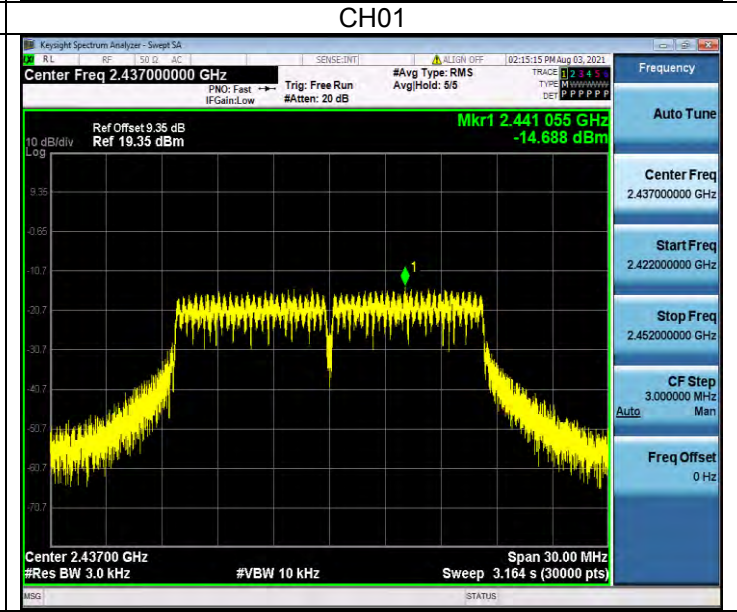 CH01
Keysight Spectrum Analyzer - Swept SA
RL RF 50 Ω AC SENSE:INT ALIGN OFF 02:15:15 PM Aug 03, 2021
Center Freq 2.437000000 GHz
PNO: Fast
IFGain:Low
Trig: Free Run
#Atten: 20 dB
#Avg Type: RMS
Avg|Hold: 5/5
TRACE 1 2 3 4 5 6
TYPE M W W W W W
DET P P P P P P
Frequency
Auto Tune
Ref Offset 9.35 dB
10 dB/div Ref 19.35 dBm
Log
Mkr1 2.441 055 GHz
-14.688 dBm
9.35
-0.65
-10.7
-20.7
-30.7
-40.7
-50.7
-60.7
-70.7
1
Center Freq
2.437000000 GHz
Start Freq
2.422000000 GHz
Stop Freq
2.452000000 GHz
CF Step
3.000000 MHz
Auto Man
Freq Offset
0 Hz
Center 2.43700 GHz Span 30.00 MHz
#Res BW 3.0 kHz #VBW 10 kHz Sweep 3.164 s (30000 pts)
MSG STATUS